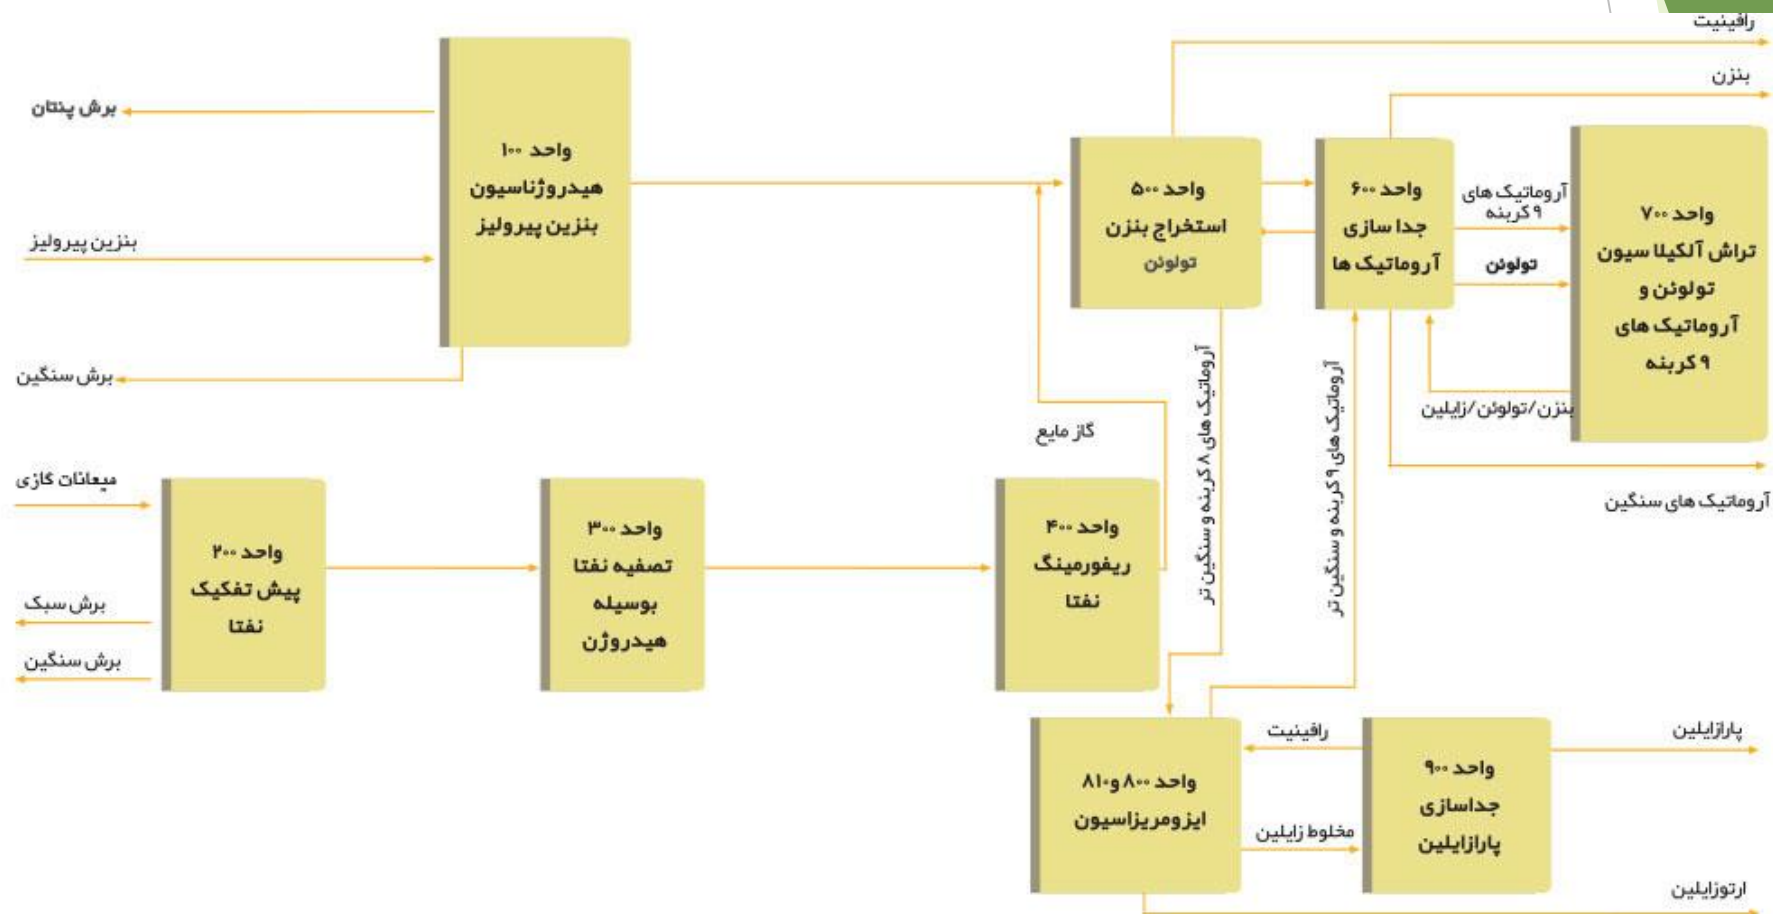 رافینیت
بنزن
برش پنتان
بنزین پیرولیز
برش سنگین
واحد ۱۰۰
هیدروژناسیون
بنزین پیرولیز
واحد ۵۰۰
استخراج بنزن
تولوئن
واحد ۶۰۰
جدا سازی
آروماتیک ها
آروماتیک های
۹ کربنه
تولوئن
واحد ۷۰۰
تراش آلکیلا سیون
تولوئن و
آروماتیک های
۹ کربنه
بنزن/تولوئن/زایلین
آروماتیک های سنگین
آروماتیک های ۸ کربنه و سنگین تر
آروماتیک های ۹ کربنه و سنگین تر
گاز مایع
میعانات گازی
برش سبک
برش سنگین
واحد ۲۰۰
پیش تفکیک
نفتا
واحد ۳۰۰
تصفیه نفتا
بوسیله
هیدروژن
واحد ۴۰۰
ریفورمینگ
نفتا
واحد ۸۰۰ و۸۱۰
ایزومریزاسیون
رافینیت
مخلوط زایلین
واحد ۹۰۰
جداسازی
پارازایلین
پارازایلین
ارتوزایلین